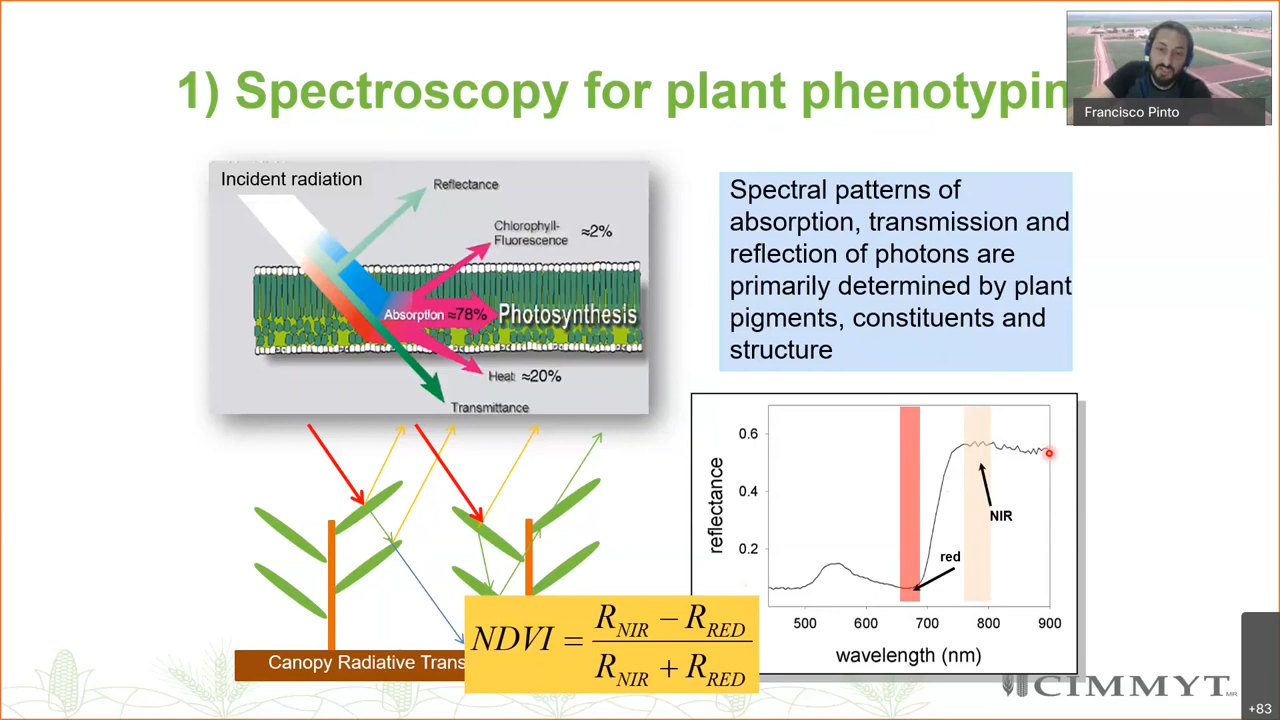 1) Spectroscopy for plant phenotypin
Francisco Pinto
Incident radiation
Reflectance
Chlorophyll-
Fluorescence ≈2%
Absorption ≈78%
Photosynthesis
Heat ≈20%
Transmittance
Spectral patterns of
absorption, transmission and
reflection of photons are
primarily determined by plant
pigments, constituents and
structure
Canopy Radiative Trans
NDVI = (R_NIR − R_RED) / (R_NIR + R_RED)
reflectance
0.6
0.4
0.2
NIR
red
500 600 700 800 900
wavelength (nm)
CIMMYT MR
+83